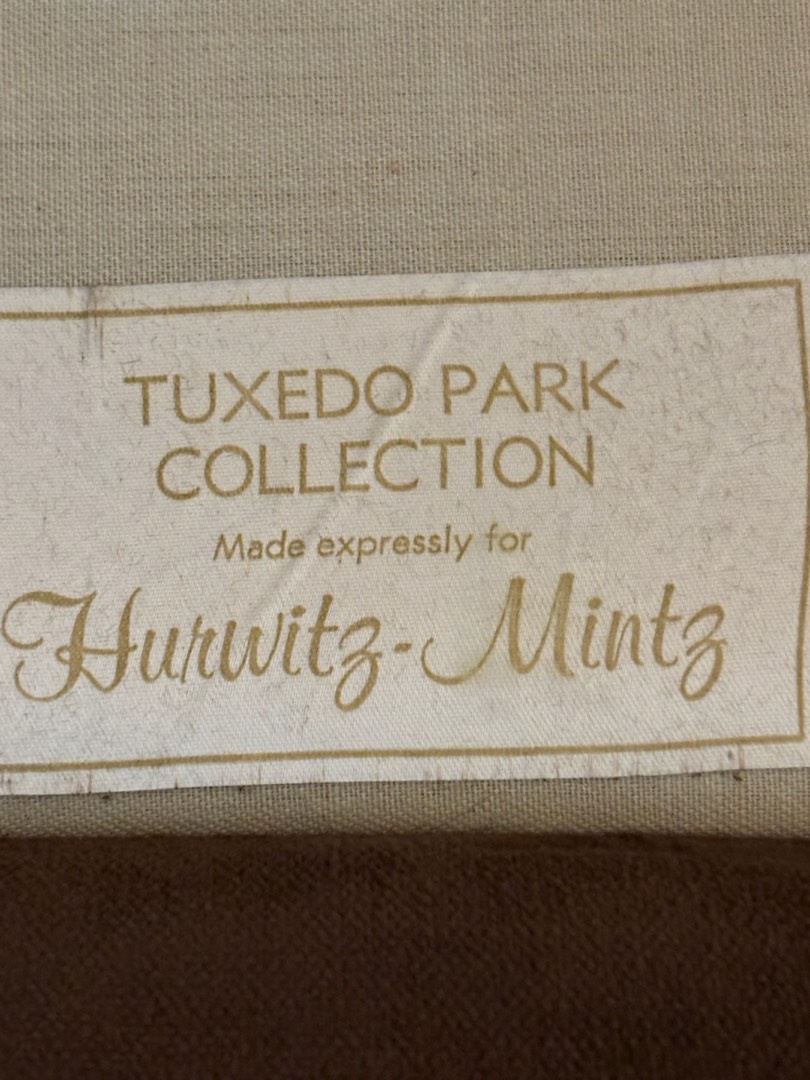 TUXEDO PARK
COLLECTION
Made expressly for
Hurwitz-Mintz